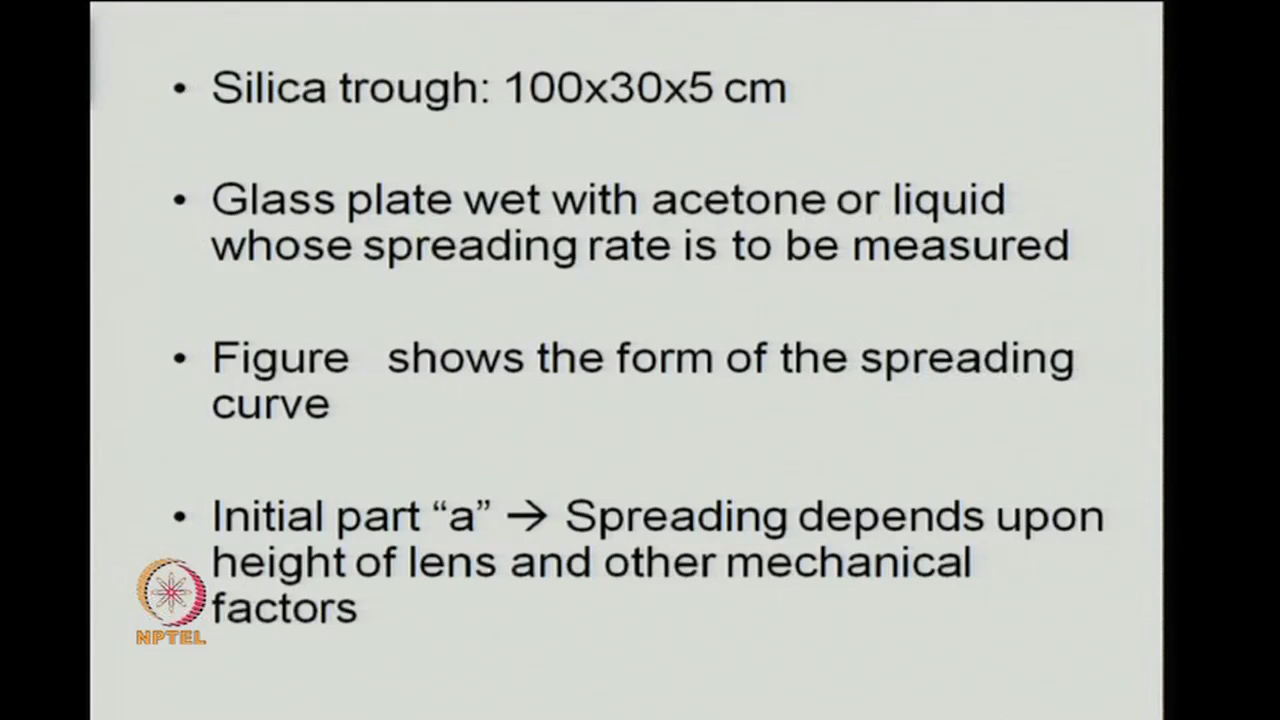 • Silica trough: 100x30x5 cm
• Glass plate wet with acetone or liquid
whose spreading rate is to be measured
• Figure shows the form of the spreading
curve
• Initial part “a” → Spreading depends upon
height of lens and other mechanical
factors
NPTEL